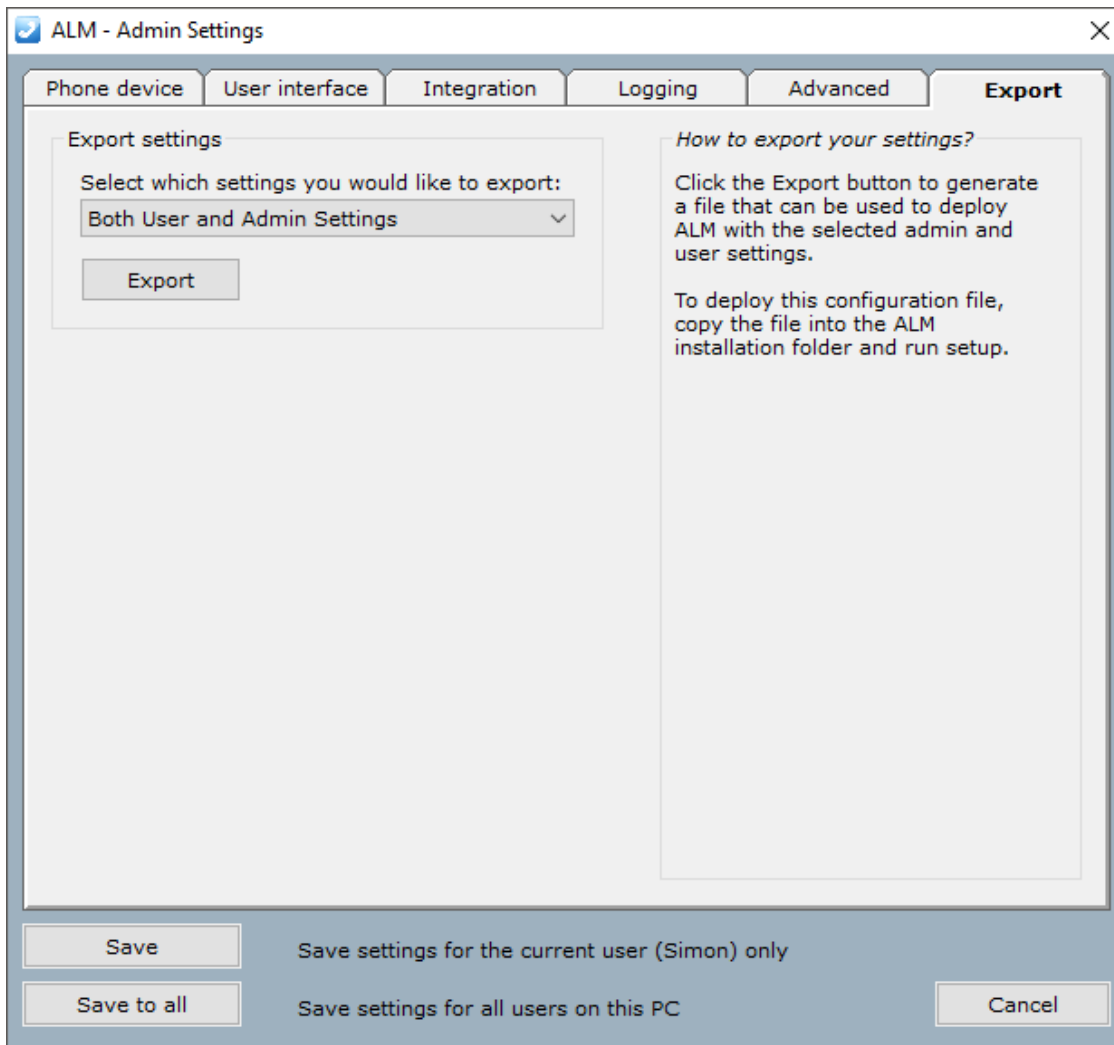 ALM - Admin Settings
Phone device
User interface
Integration
Logging
Advanced
Export
Export settings
Select which settings you would like to export:
Both User and Admin Settings
Export
How to export your settings?
Click the Export button to generate
a file that can be used to deploy
ALM with the selected admin and
user settings.
To deploy this configuration file,
copy the file into the ALM
installation folder and run setup.
Save
Save settings for the current user (Simon) only
Save to all
Save settings for all users on this PC
Cancel